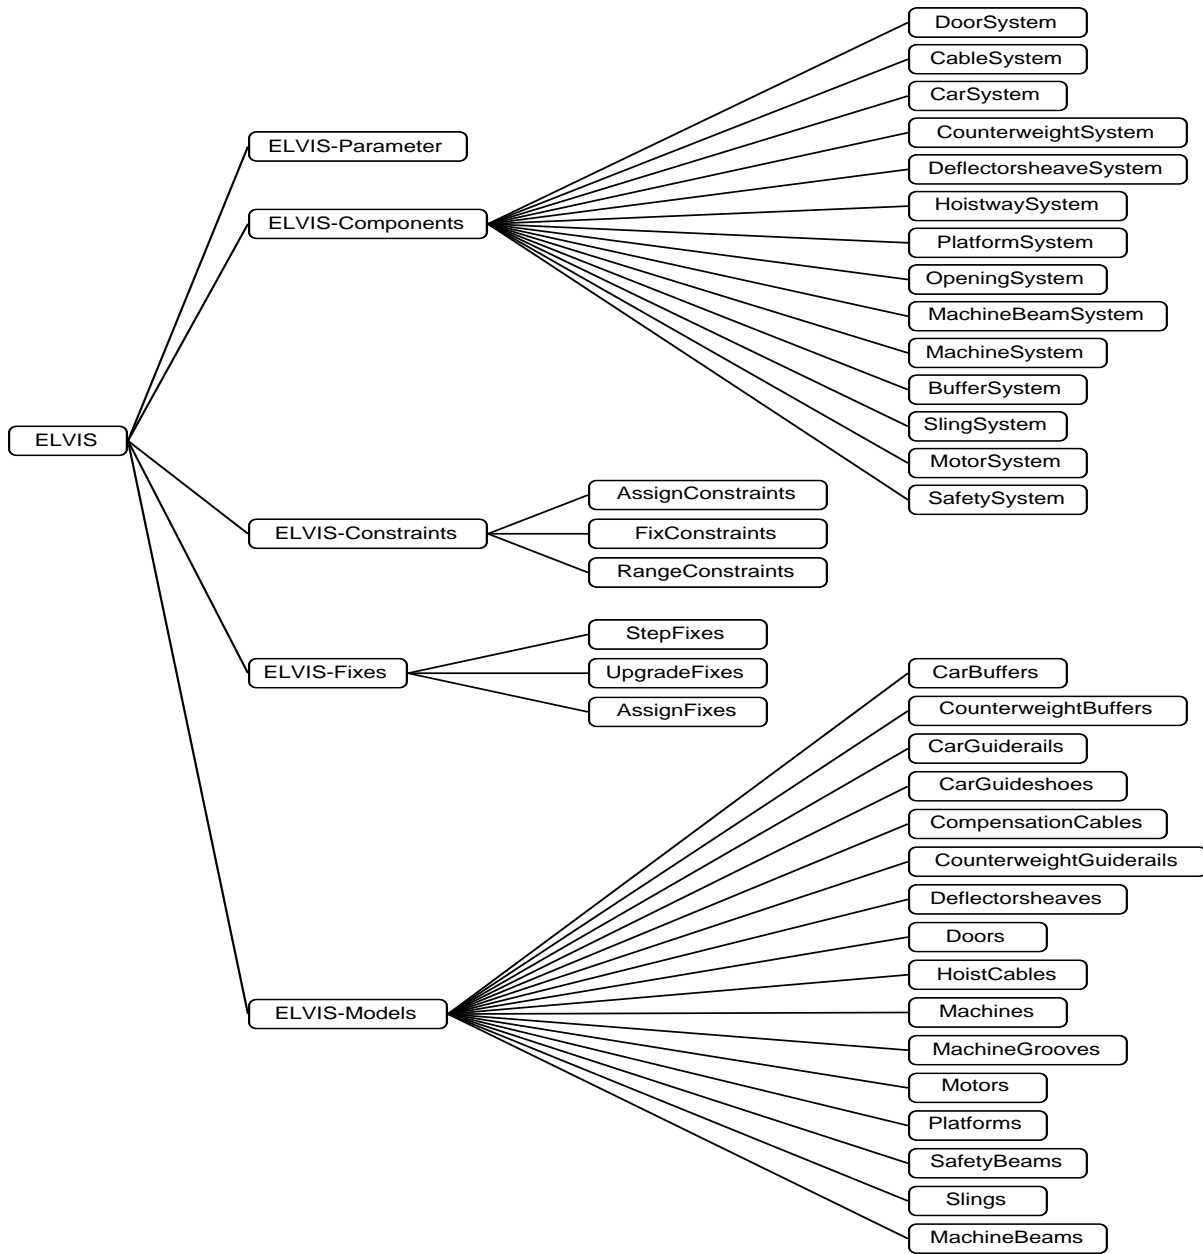 ELVIS
ELVIS-Parameter
ELVIS-Components
DoorSystem
CableSystem
CarSystem
CounterweightSystem
DeflectorsheaveSystem
HoistwaySystem
PlatformSystem
OpeningSystem
MachineBeamSystem
MachineSystem
BufferSystem
SlingSystem
MotorSystem
SafetySystem
ELVIS-Constraints
AssignConstraints
FixConstraints
RangeConstraints
ELVIS-Fixes
StepFixes
UpgradeFixes
AssignFixes
ELVIS-Models
CarBuffers
CounterweightBuffers
CarGuiderails
CarGuideshoes
CompensationCables
CounterweightGuiderails
Deflectorsheaves
Doors
HoistCables
Machines
MachineGrooves
Motors
Platforms
SafetyBeams
Slings
MachineBeams